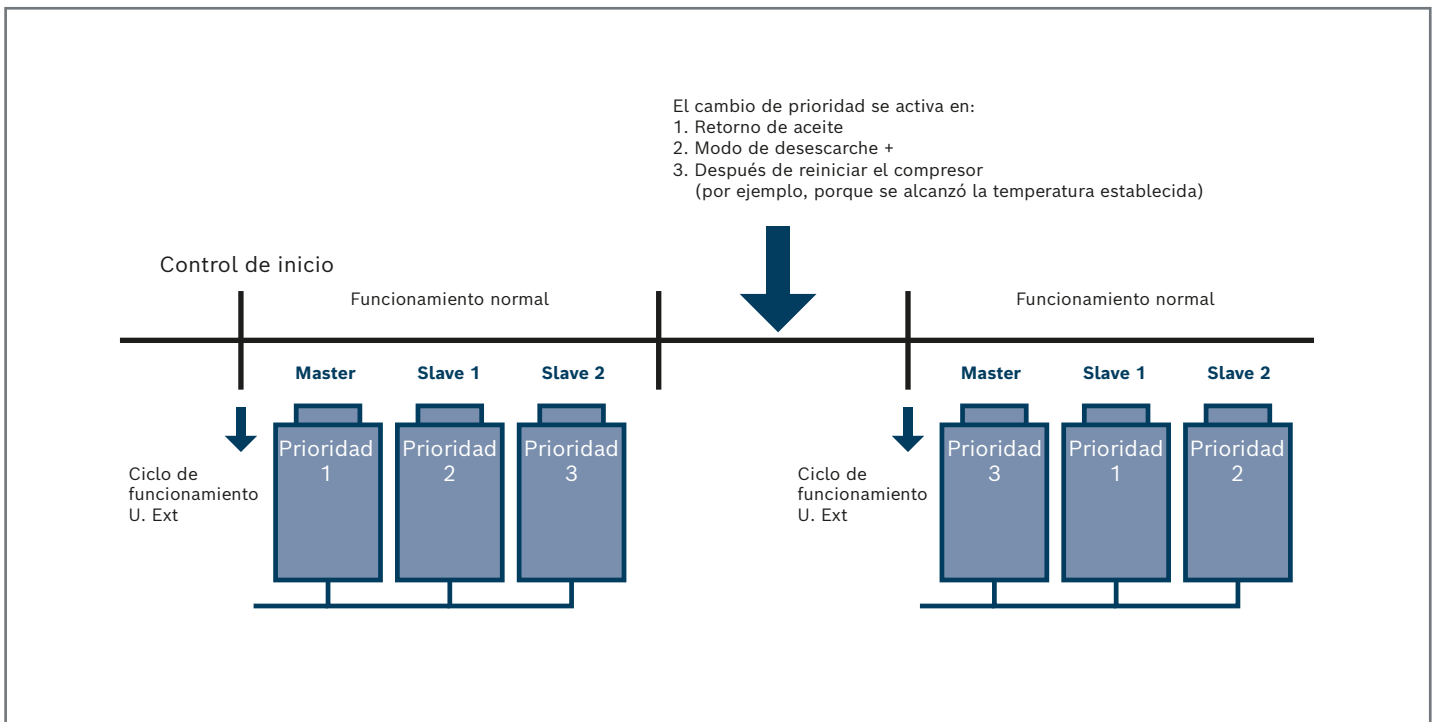 El cambio de prioridad se activa en:
1. Retorno de aceite
2. Modo de desescarche +
3. Después de reiniciar el compresor
(por ejemplo, porque se alcanzó la temperatura establecida)
Control de inicio
Funcionamiento normal
Funcionamiento normal
Master
Slave 1
Slave 2
Prioridad
1
Prioridad
2
Prioridad
3
Ciclo de
funcionamiento
U. Ext
Master
Slave 1
Slave 2
Prioridad
3
Prioridad
1
Prioridad
2
Ciclo de
funcionamiento
U. Ext